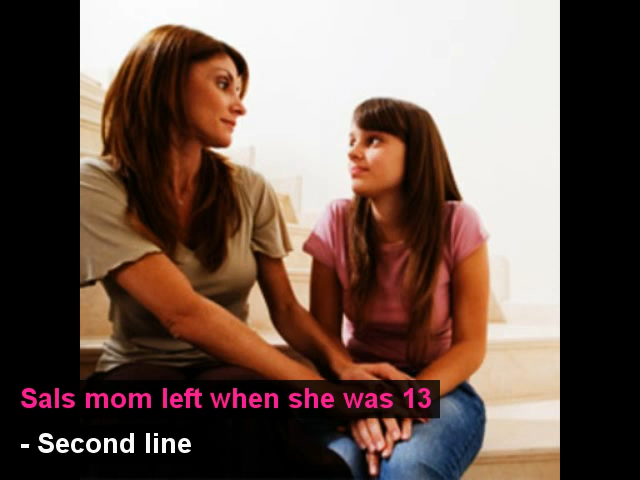 Sals mom left when she was 13
- Second line